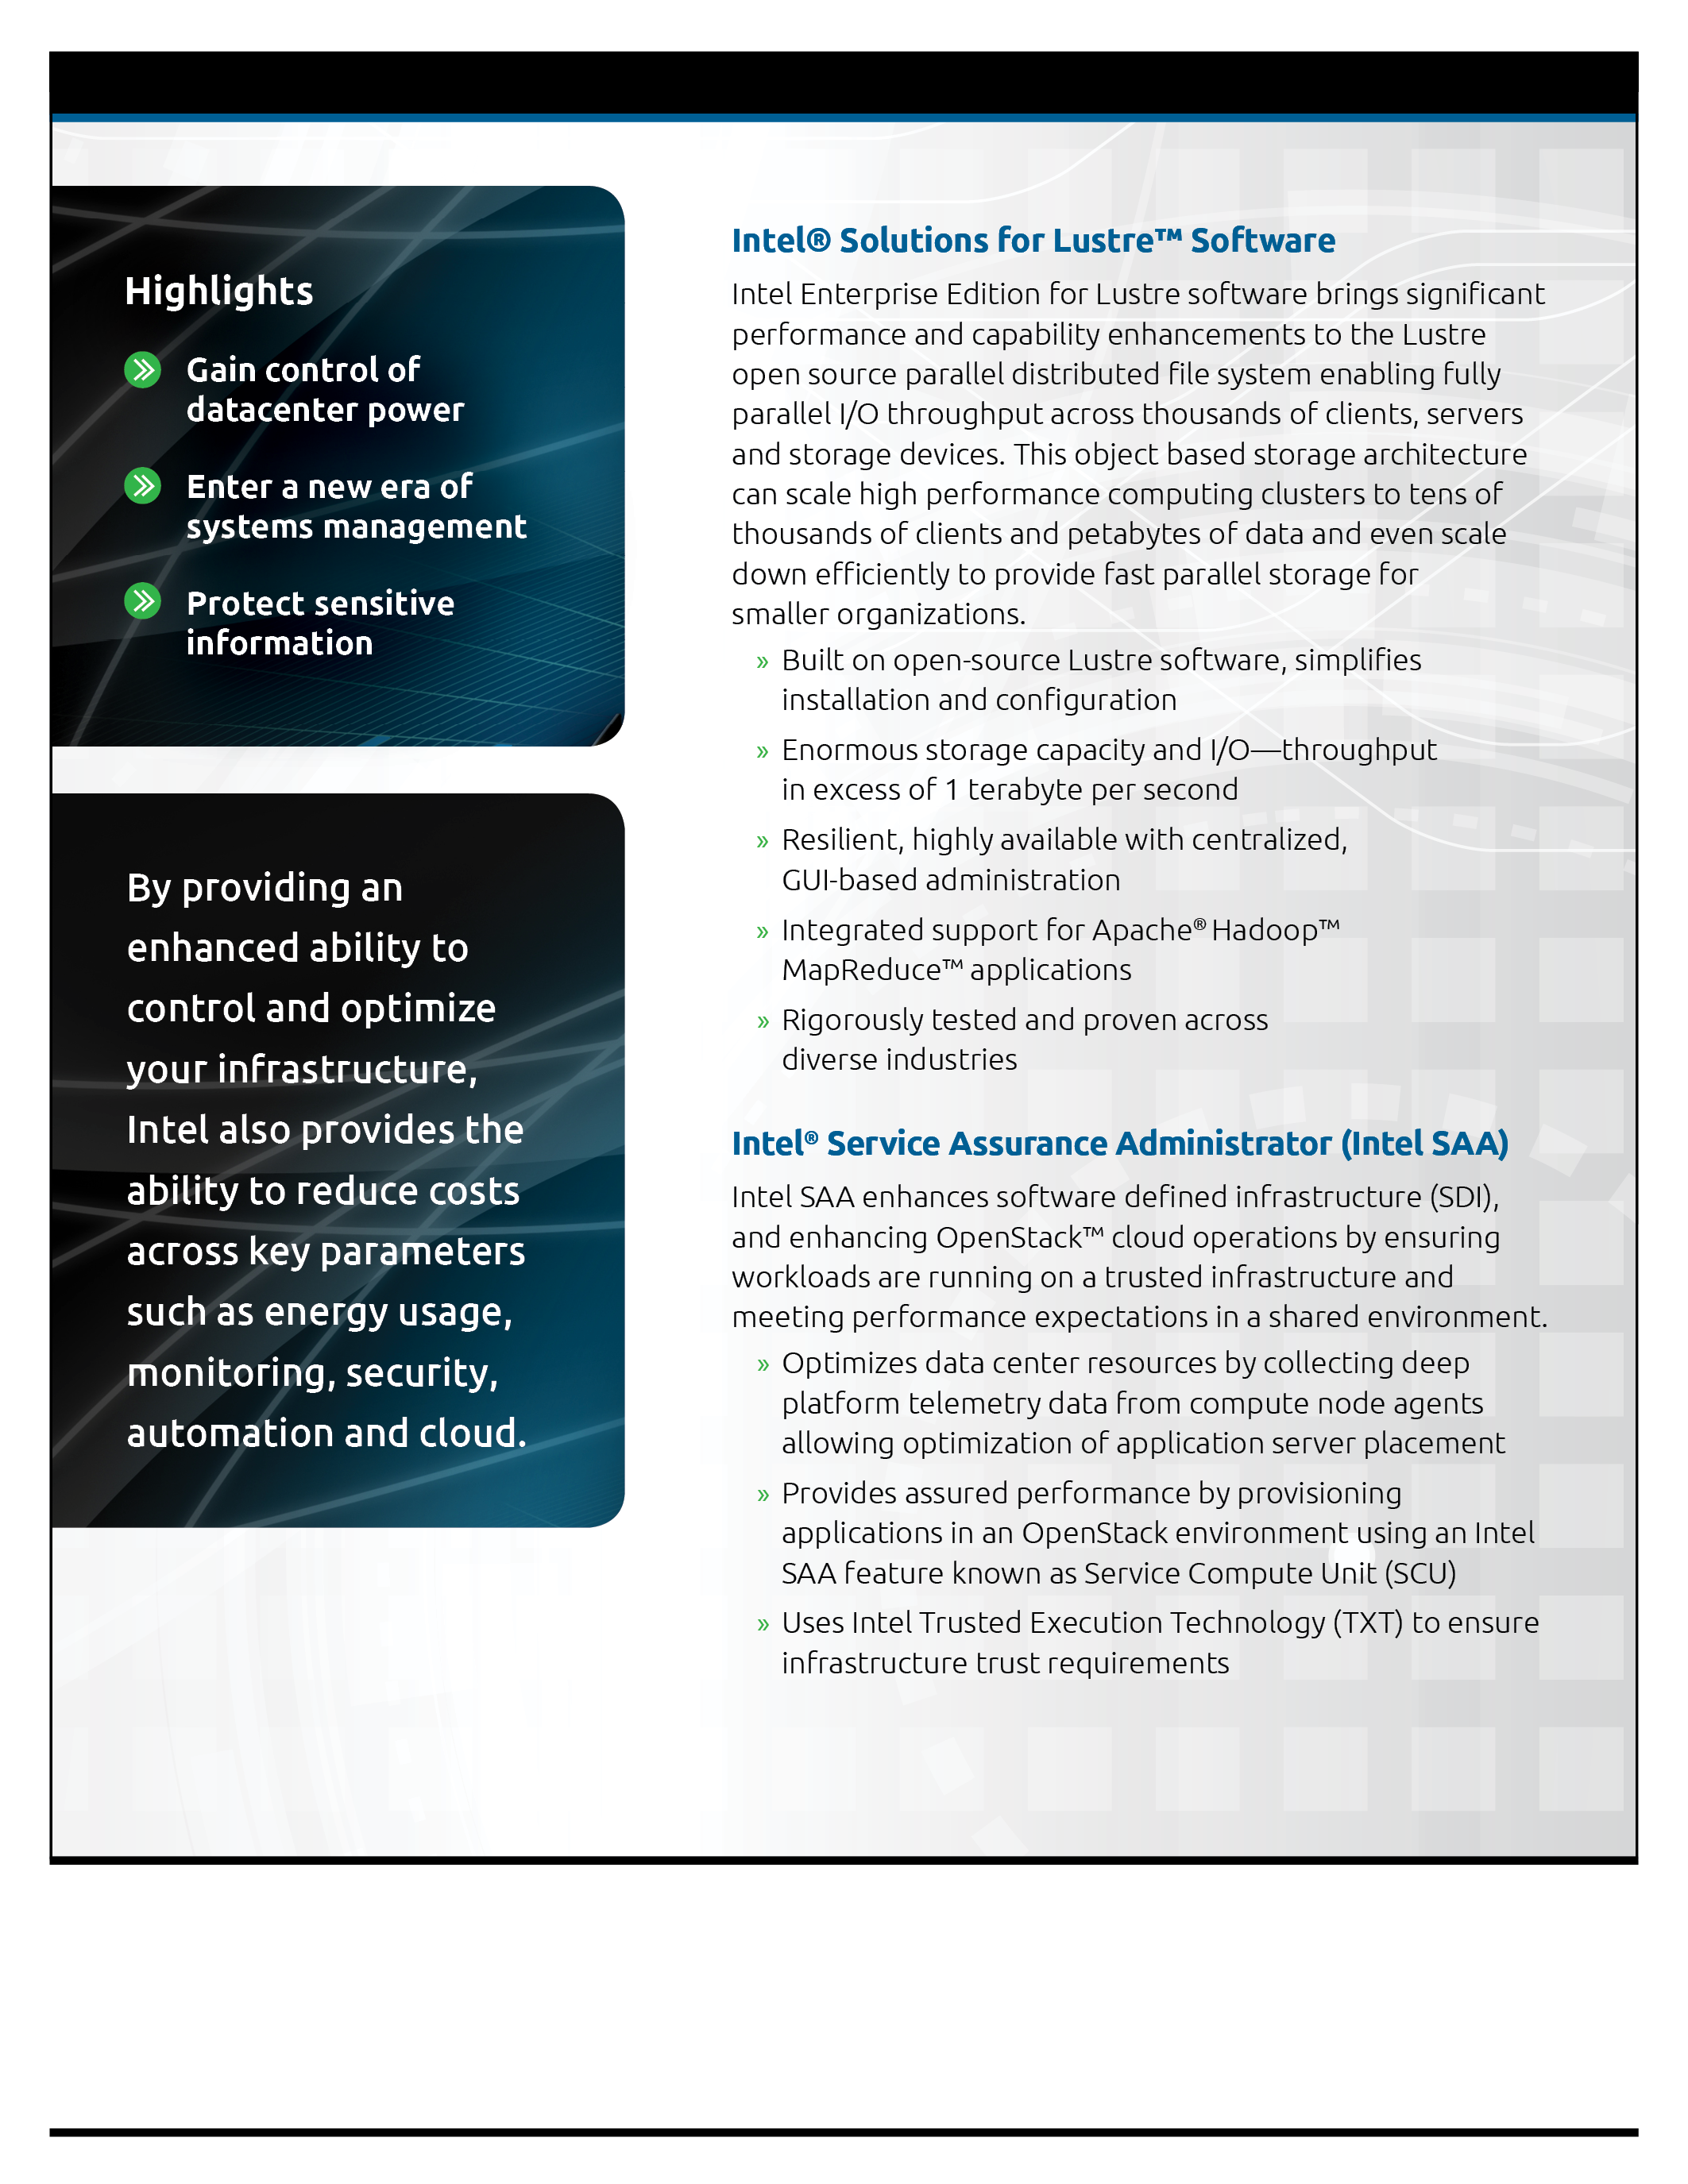 Highlights
Gain control of
datacenter power
Enter a new era of
systems management
Protect sensitive
information
By providing an
enhanced ability to
control and optimize
your infrastructure,
Intel also provides the
ability to reduce costs
across key parameters
such as energy usage,
monitoring, security,
automation and cloud.
Intel® Solutions for Lustre™ Software
Intel Enterprise Edition for Lustre software brings significant
performance and capability enhancements to the Lustre
open source parallel distributed file system enabling fully
parallel I/O throughput across thousands of clients, servers
and storage devices. This object based storage architecture
can scale high performance computing clusters to tens of
thousands of clients and petabytes of data and even scale
down efficiently to provide fast parallel storage for
smaller organizations.
» Built on open-source Lustre software, simplifies
installation and configuration
» Enormous storage capacity and I/O—throughput
in excess of 1 terabyte per second
» Resilient, highly available with centralized,
GUI-based administration
» Integrated support for Apache® Hadoop™
MapReduce™ applications
» Rigorously tested and proven across
diverse industries
Intel® Service Assurance Administrator (Intel SAA)
Intel SAA enhances software defined infrastructure (SDI),
and enhancing OpenStack™ cloud operations by ensuring
workloads are running on a trusted infrastructure and
meeting performance expectations in a shared environment.
» Optimizes data center resources by collecting deep
platform telemetry data from compute node agents
allowing optimization of application server placement
» Provides assured performance by provisioning
applications in an OpenStack environment using an Intel
SAA feature known as Service Compute Unit (SCU)
» Uses Intel Trusted Execution Technology (TXT) to ensure
infrastructure trust requirements